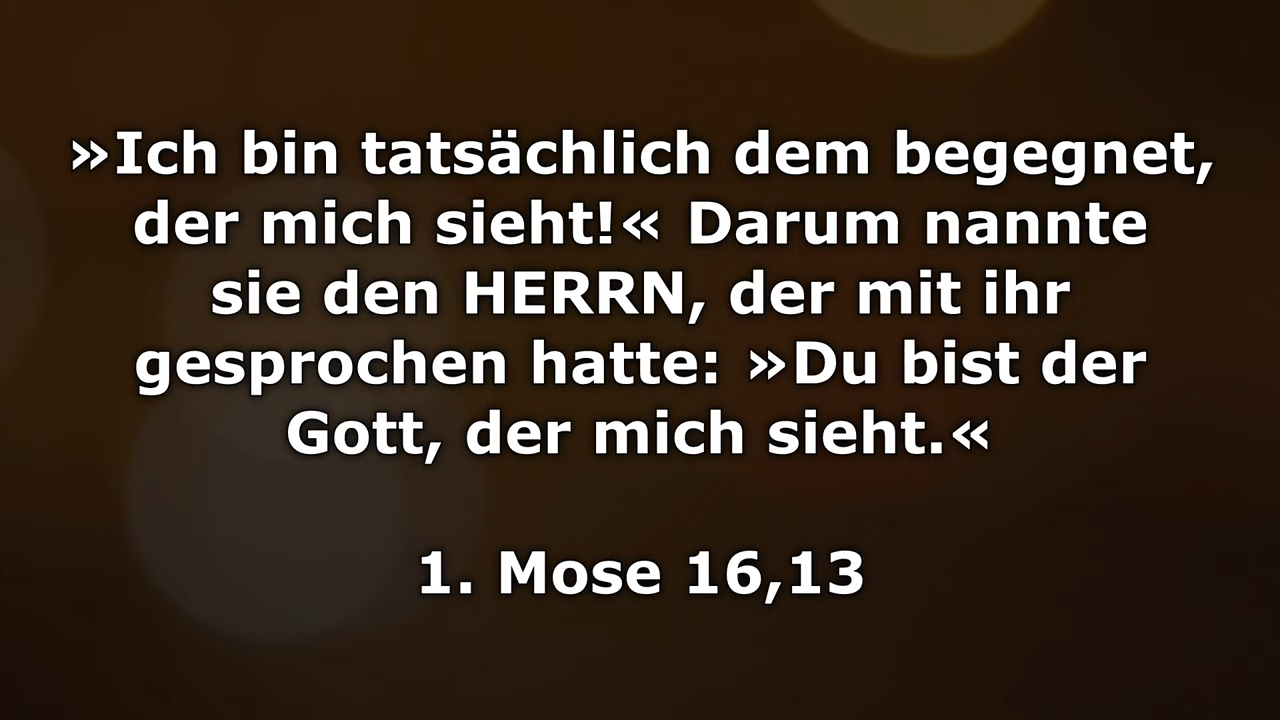 »Ich bin tatsächlich dem begegnet,
der mich sieht!« Darum nannte
sie den HERRN, der mit ihr
gesprochen hatte: »Du bist der
Gott, der mich sieht.«
1. Mose 16,13